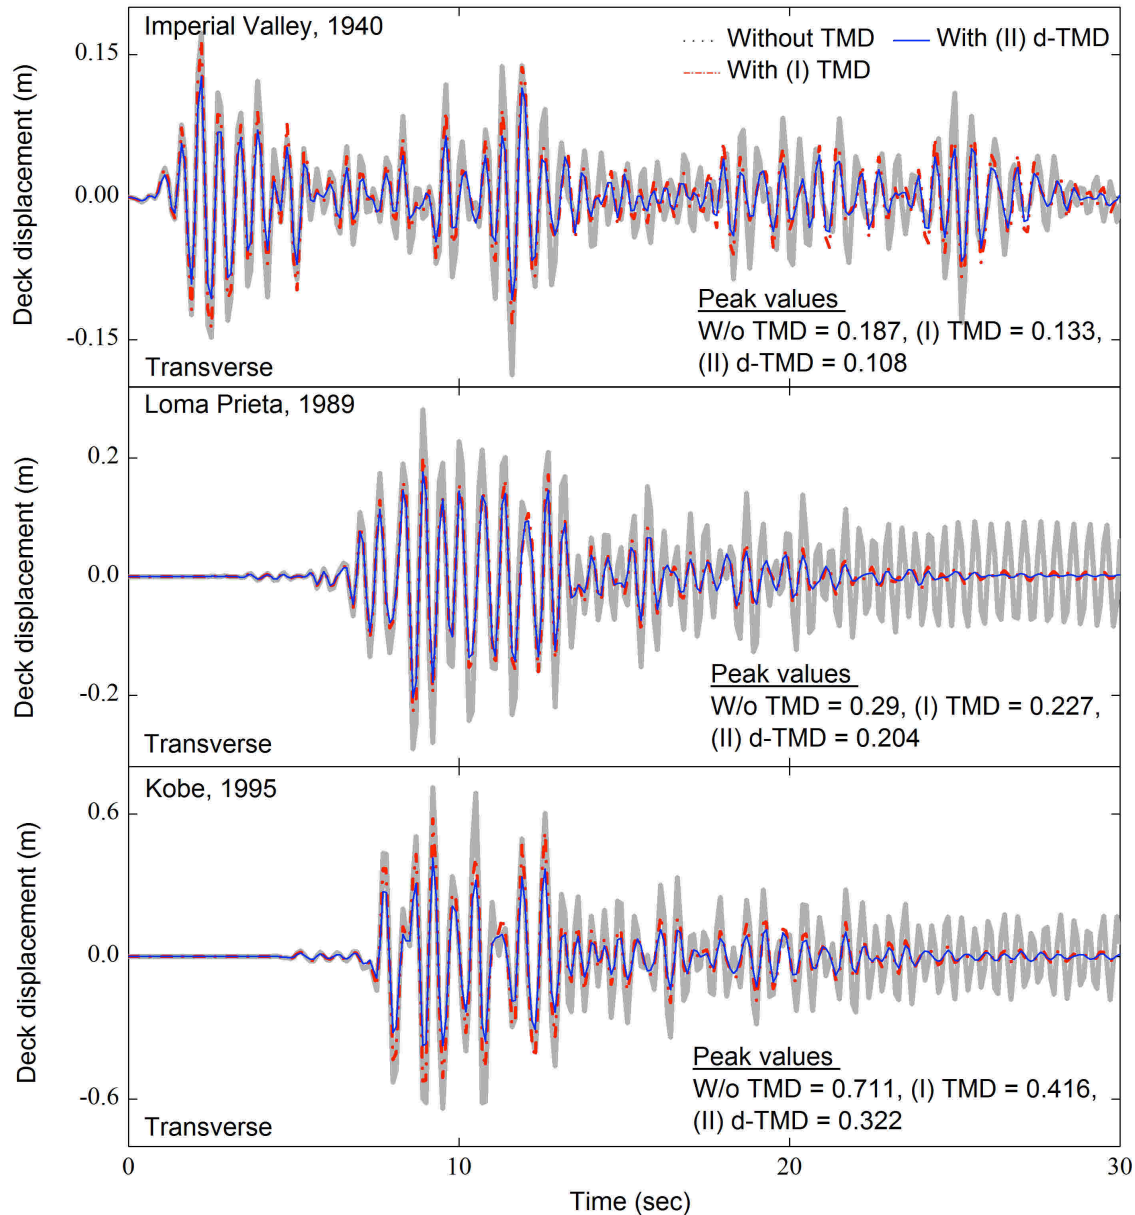 Imperial Valley, 1940
Without TMD
With (II) d-TMD
With (I) TMD
0.15
0.00
-0.15
Deck displacement (m)
Peak values
W/o TMD = 0.187, (I) TMD = 0.133,
(II) d-TMD = 0.108
Transverse
Loma Prieta, 1989
0.2
0.0
-0.2
Deck displacement (m)
Peak values
W/o TMD = 0.29, (I) TMD = 0.227,
(II) d-TMD = 0.204
Transverse
Kobe, 1995
0.6
0.0
-0.6
Deck displacement (m)
Peak values
W/o TMD = 0.711, (I) TMD = 0.416,
(II) d-TMD = 0.322
Transverse
0
10
20
30
Time (sec)